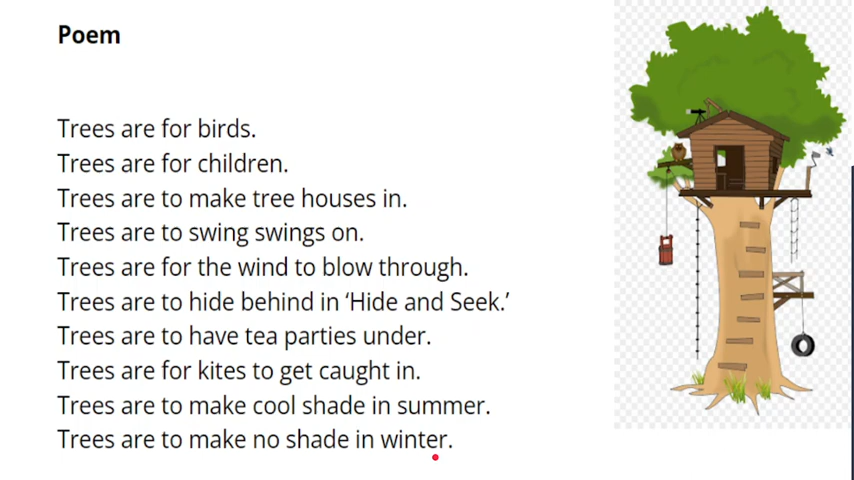 Poem
Trees are for birds.
Trees are for children.
Trees are to make tree houses in.
Trees are to swing swings on.
Trees are for the wind to blow through.
Trees are to hide behind in ‘Hide and Seek.’
Trees are to have tea parties under.
Trees are for kites to get caught in.
Trees are to make cool shade in summer.
Trees are to make no shade in winter.